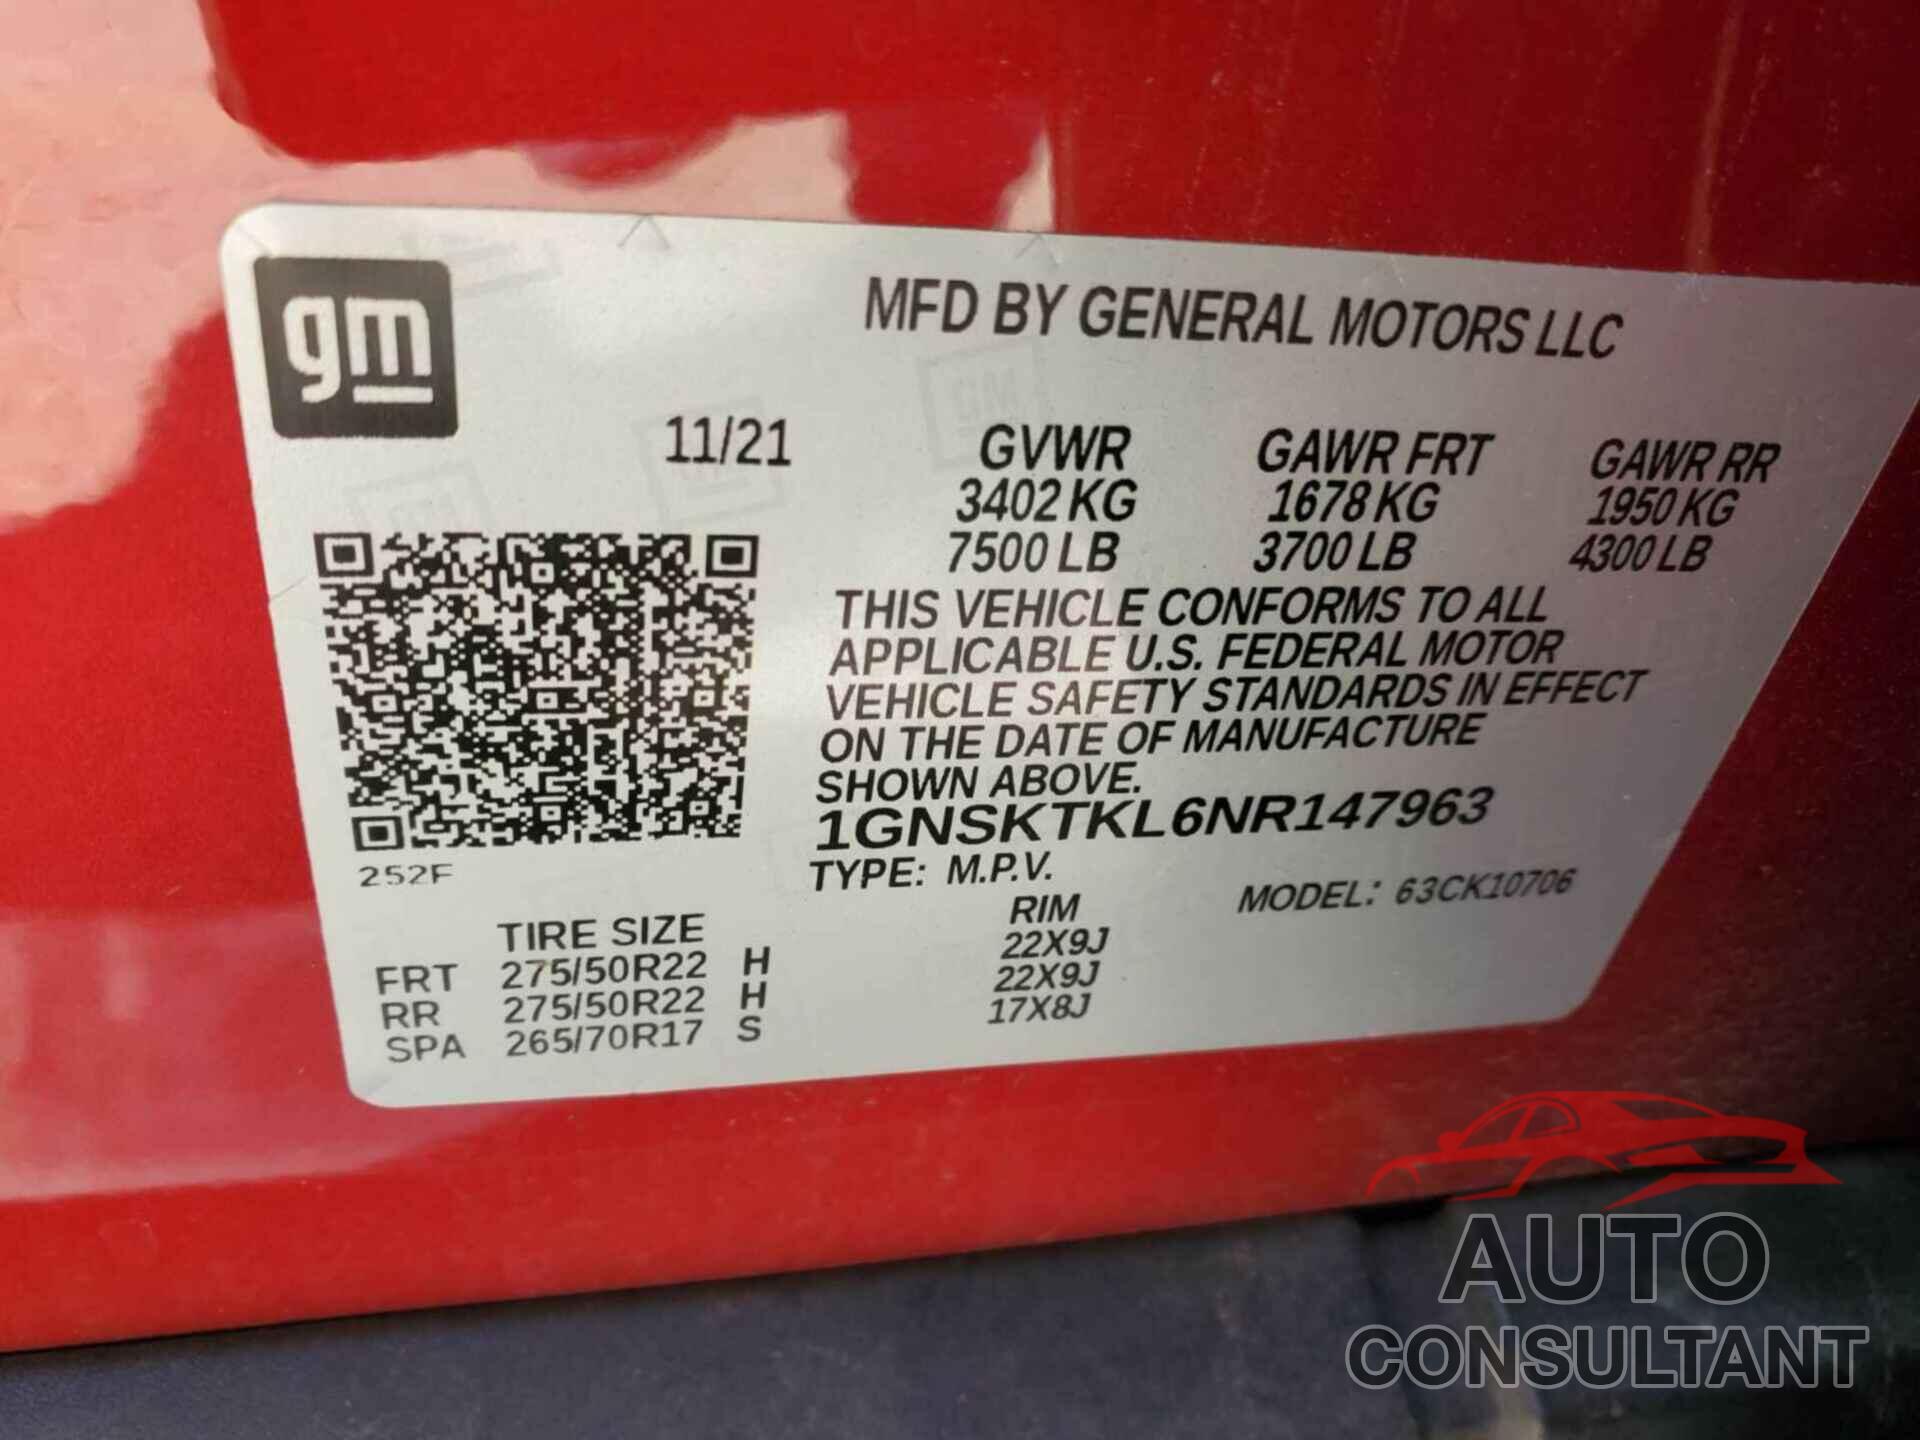 gm
MFD BY GENERAL MOTORS LLC
11/21
GVWR GAWR FRT GAWR RR
3402 KG 1678 KG 1950 KG
7500 LB 3700 LB 4300 LB
THIS VEHICLE CONFORMS TO ALL
APPLICABLE U.S. FEDERAL MOTOR
VEHICLE SAFETY STANDARDS IN EFFECT
ON THE DATE OF MANUFACTURE
SHOWN ABOVE.
1GNSKTKL6NR147963
252F
TYPE: M.P.V. MODEL: 63CK10706
TIRE SIZE RIM
FRT 275/50R22 H 22X9J
RR 275/50R22 H 22X9J
SPA 265/70R17 S 17X8J
AUTO
CONSULTANT